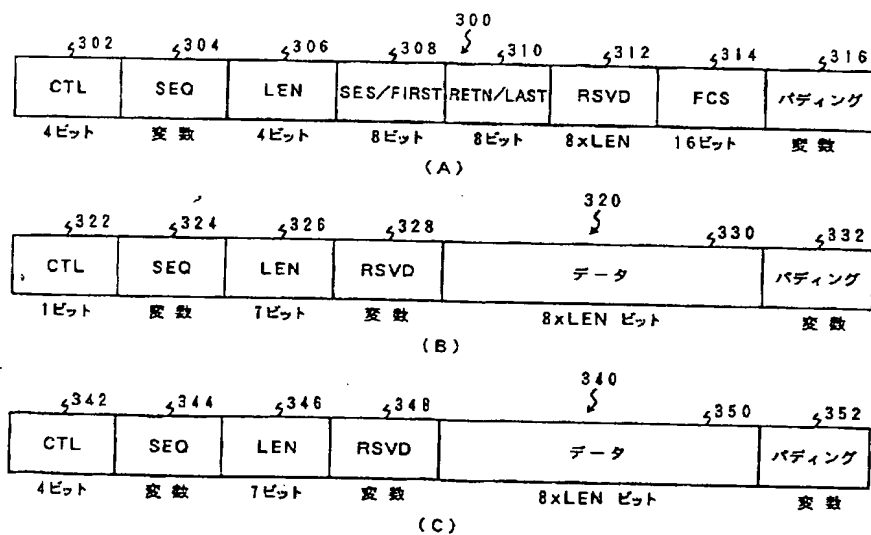 300
302 304 306 308 310 312 314 316
CTL SEQ LEN SES/FIRST RETN/LAST RSVD FCS パディング
4ビット 変数 4ビット 8ビット 8ビット 8xLEN 16ビット 変数
(A)
320
322 324 326 328 330 332
CTL SEQ LEN RSVD データ パディング
1ビット 変数 7ビット 変数 8xLEN ビット 変数
(B)
340
342 344 346 348 350 352
CTL SEQ LEN RSVD データ パディング
4ビット 変数 7ビット 変数 8xLEN ビット 変数
(C)